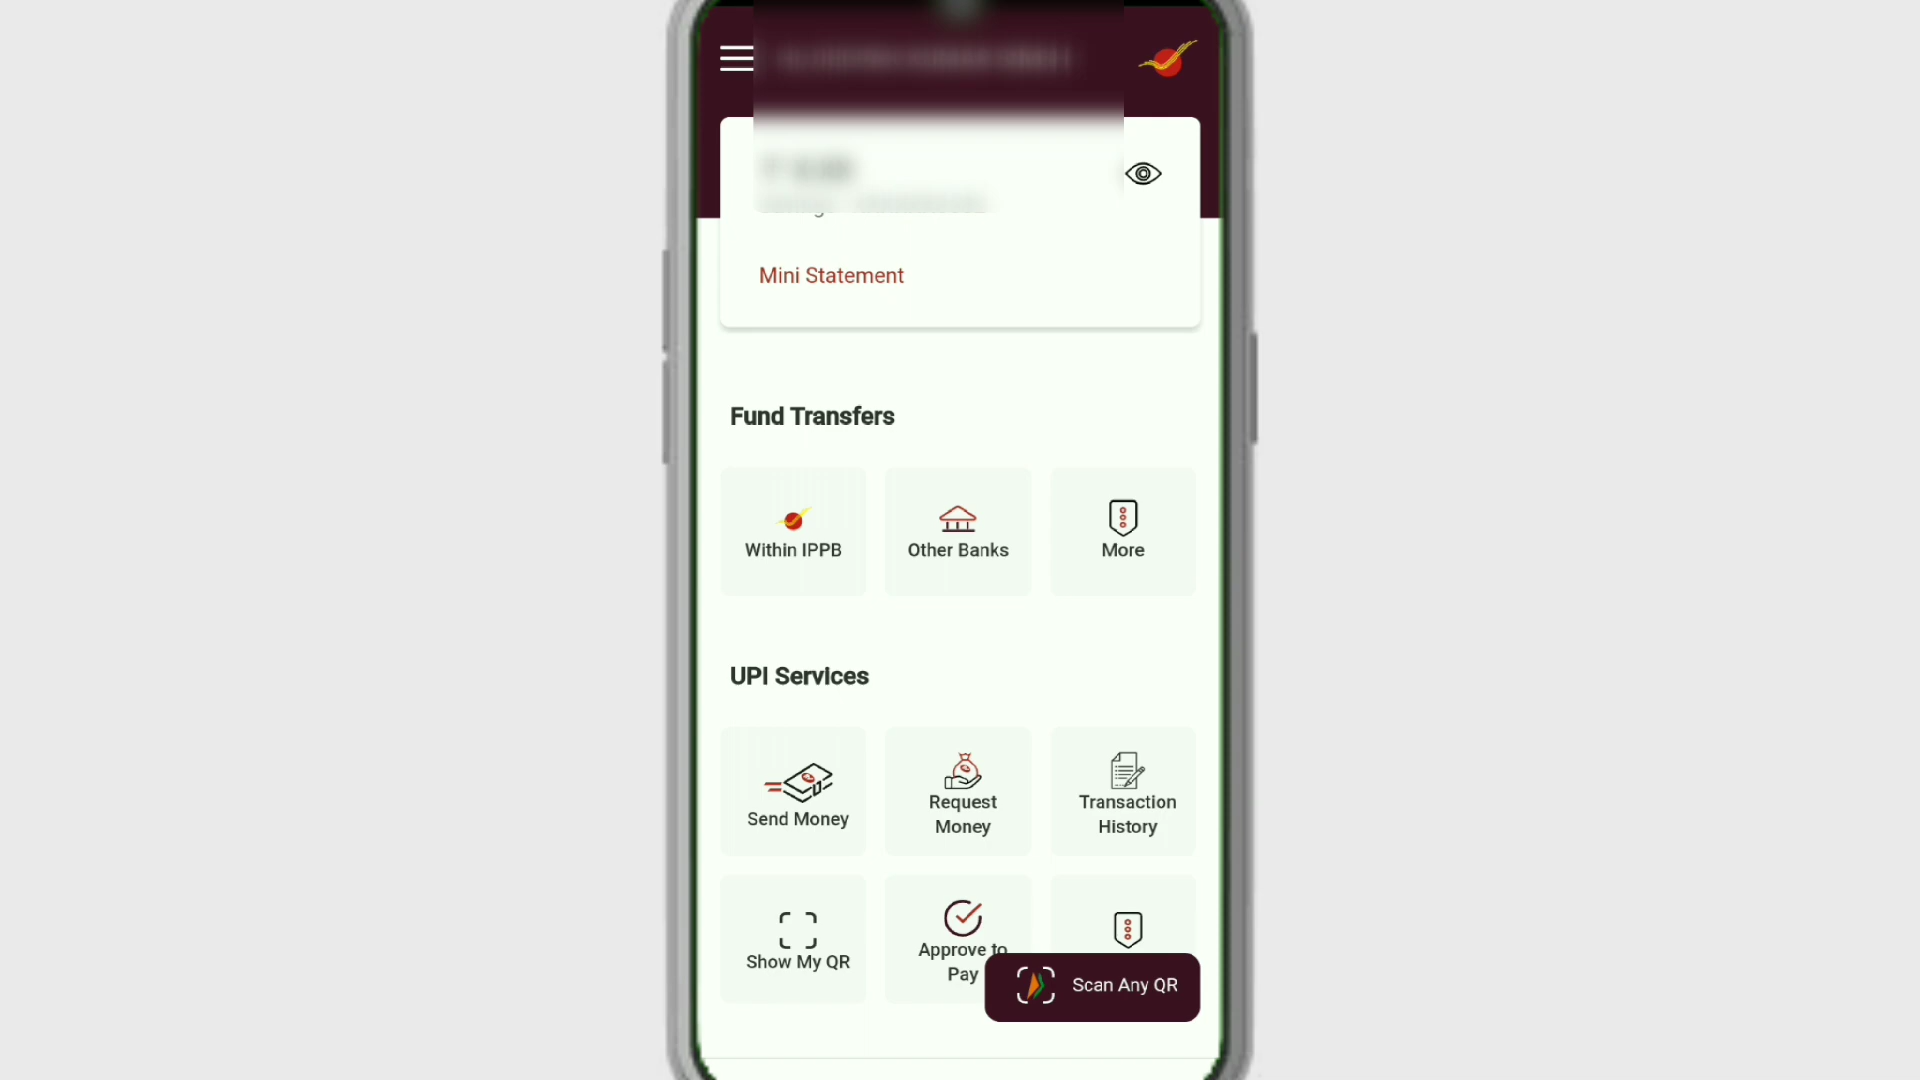 Mini Statement
Fund Transfers
Within IPPB
Other Banks
More
UPI Services
Send Money
Request
Money
Transaction
History
Show My QR
Approve to
Pay
Scan Any QR